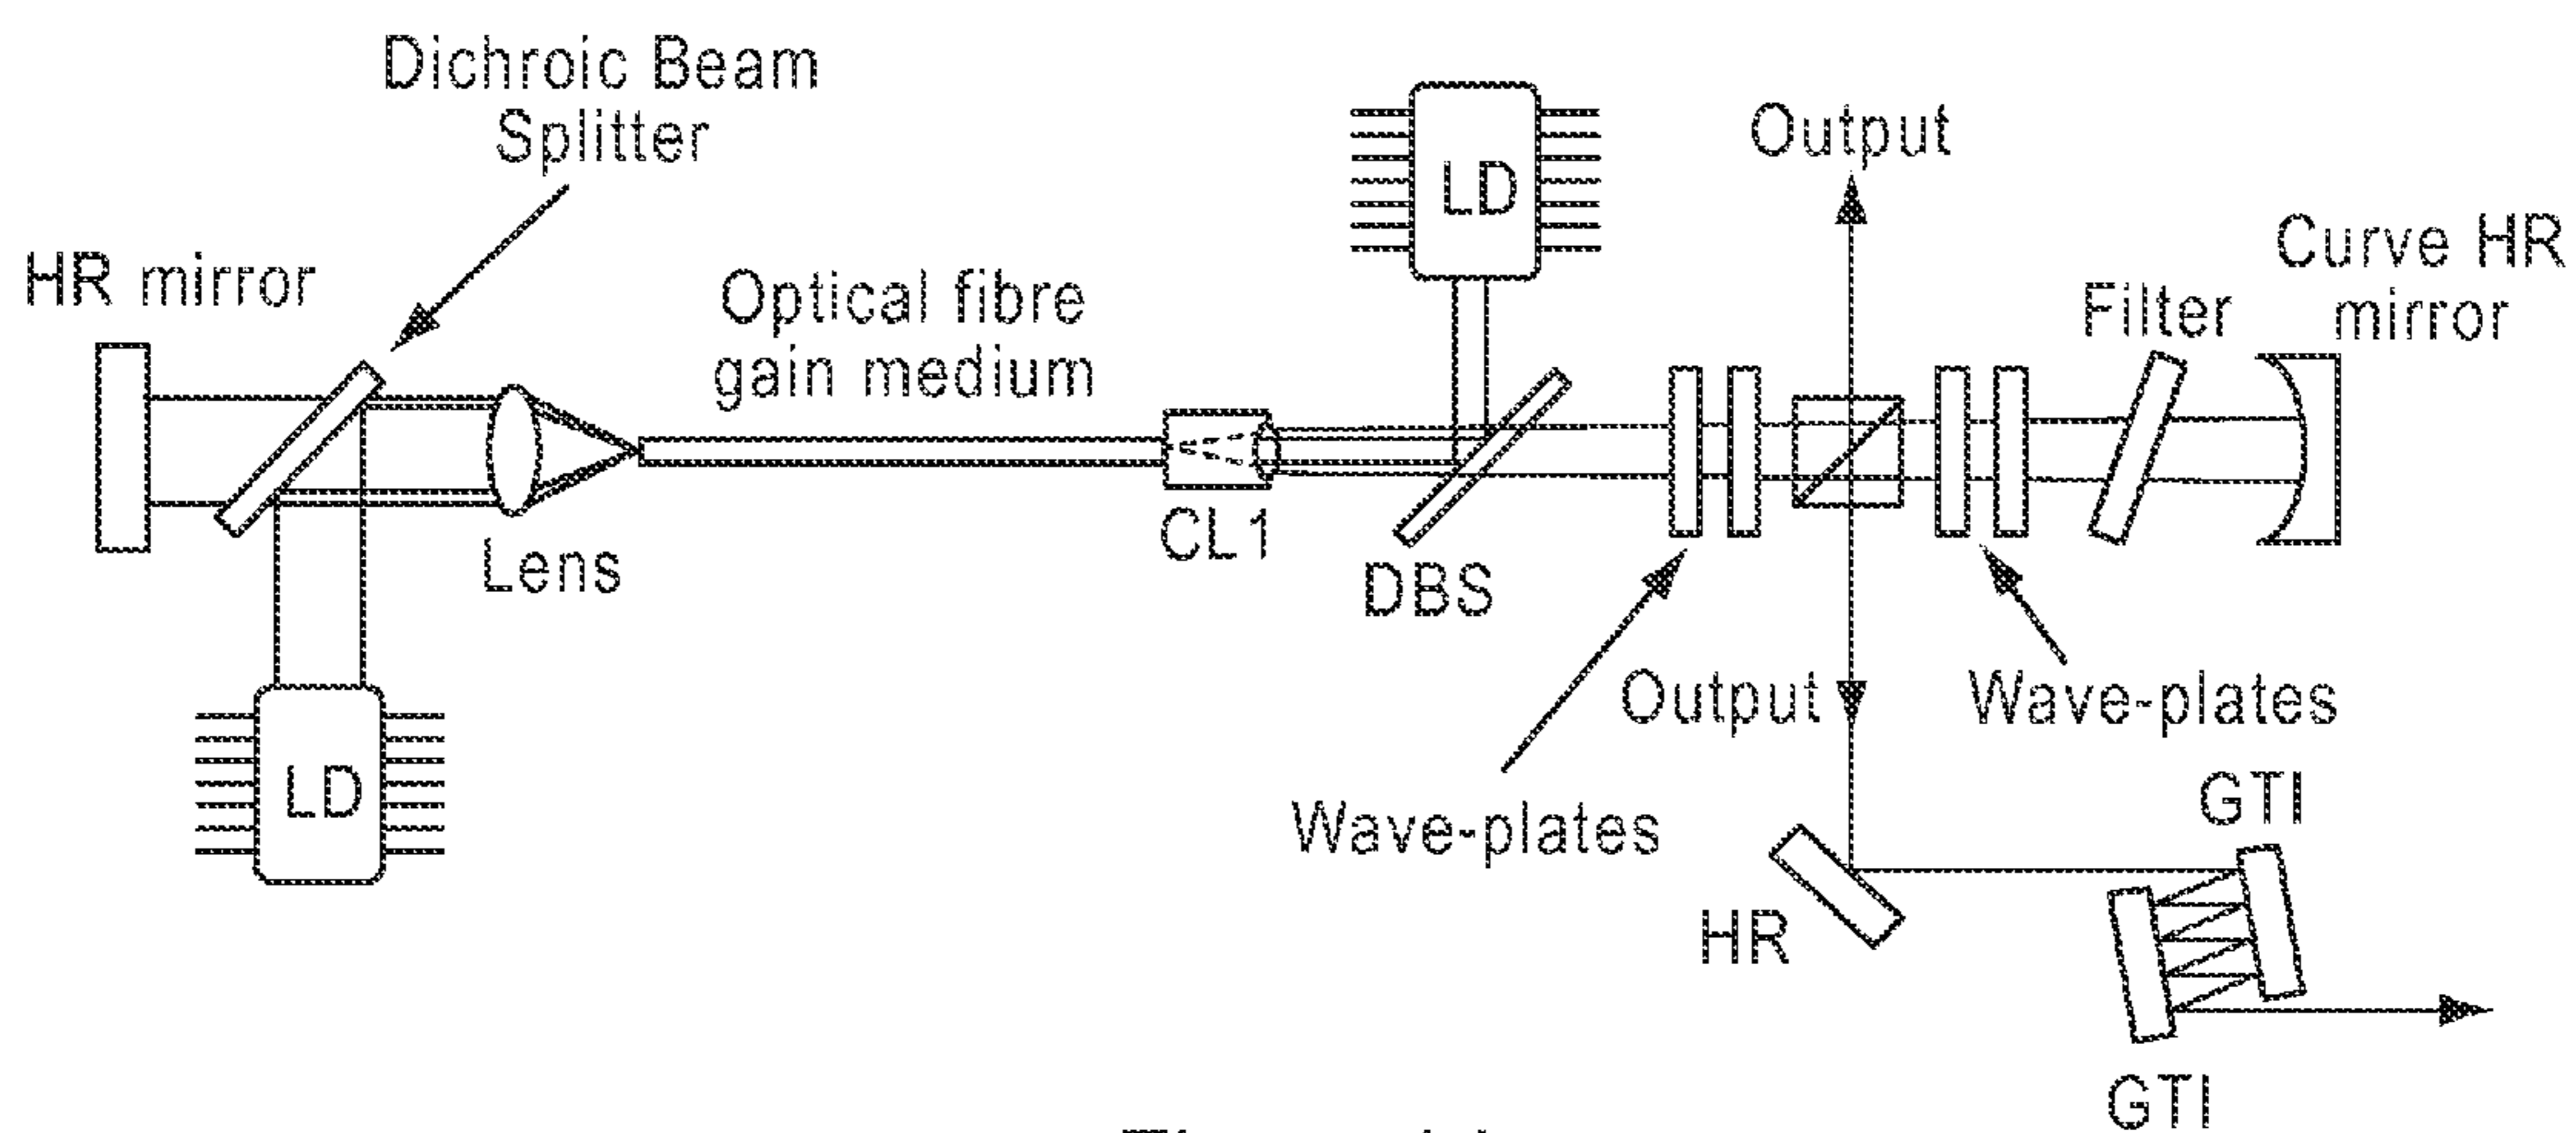 Dichroic Beam
Splitter
HR mirror
Optical fibre
gain medium
LD
Output
Curve HR
mirror
Filter
Lens
CL1
DBS
LD
Output
Wave-plates
Wave-plates
GTI
HR
GTI